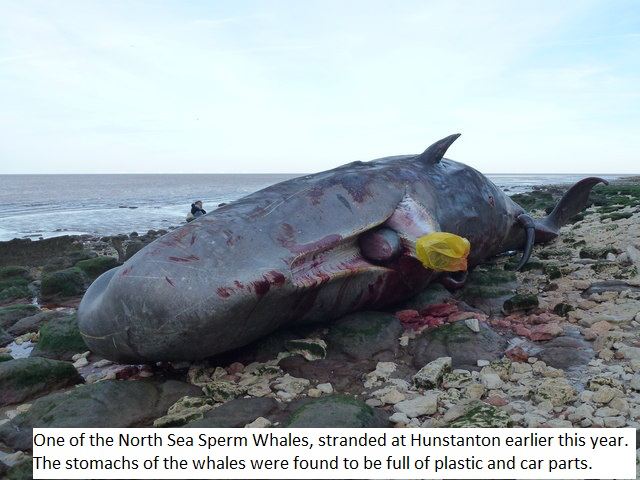 One of the North Sea Sperm Whales, stranded at Hunstanton earlier this year.
The stomachs of the whales were found to be full of plastic and car parts.